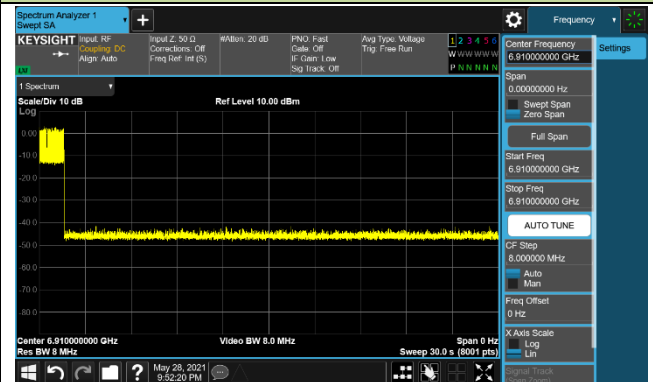 Spectrum Analyzer 1
Swept SA
+
Frequency
KEYSIGHT
Input: RF
Coupling: DC
Align: Auto
Input Z: 50 Ω
Corrections: Off
Freq Ref: Int (S)
#Atten: 20 dB
PNO: Fast
Gate: Off
IF Gain: Low
Sig Track: Off
Avg Type: Voltage
Trig: Free Run
1 2 3 4 5 6
W W W W W W
P N N N N N
LXI
1 Spectrum
Scale/Div 10 dB
Ref Level 10.00 dBm
Log
0.00
-10.0
-20.0
-30.0
-40.0
-50.0
-60.0
-70.0
-80.0
Center 6.910000000 GHz
Res BW 8 MHz
Video BW 8.0 MHz
Span 0 Hz
Sweep 30.0 s (8001 pts)
Center Frequency
6.910000000 GHz
Settings
Span
0.00000000 Hz
Swept Span
Zero Span
Full Span
Start Freq
6.910000000 GHz
Stop Freq
6.910000000 GHz
AUTO TUNE
CF Step
8.000000 MHz
Auto
Man
Freq Offset
0 Hz
X Axis Scale
Log
Lin
Signal Track
(Span Zoom)
?
May 28, 2021
9:52:20 PM